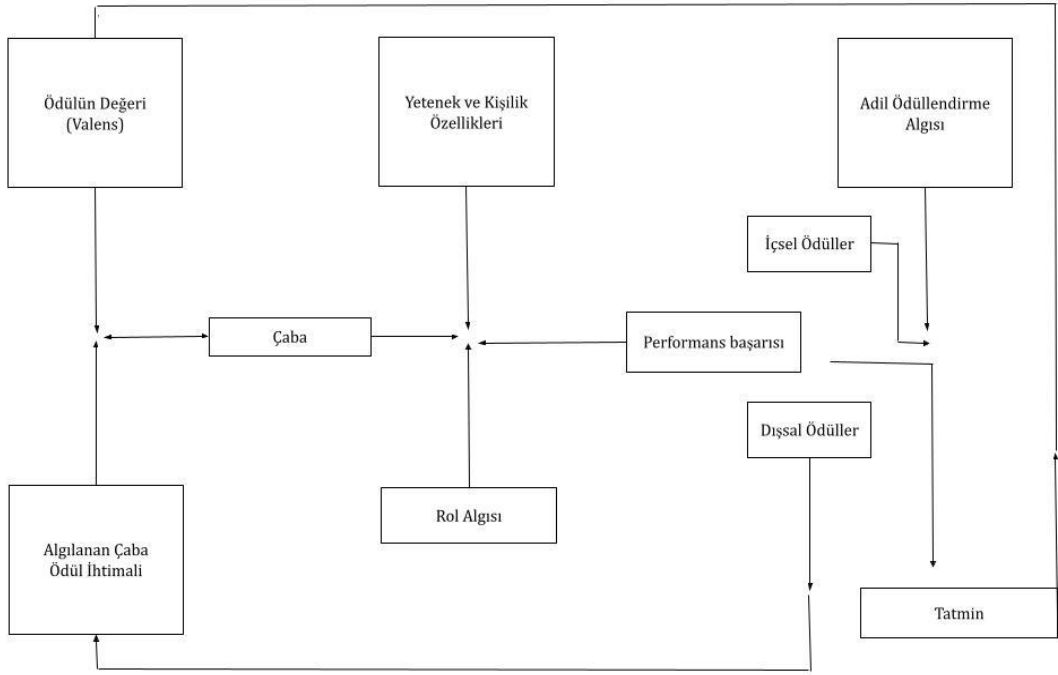 Ödülün Değeri
(Valens)
Yetenek ve Kişilik
Özellikleri
Adil Ödüllendirme
Algısı
İçsel Ödüller
Çaba
Performans başarısı
Dışsal Ödüller
Rol Algısı
Algılanan Çaba
Ödül İhtimali
Tatmin